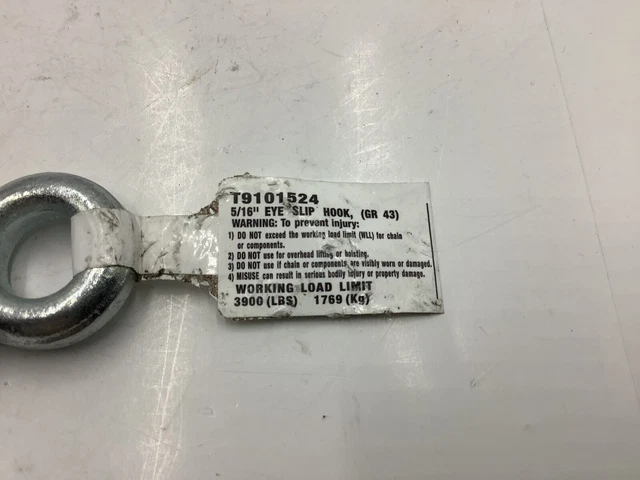 T9101524
5/16" EYE SLIP HOOK, (GR 43)
WARNING: To prevent injury:
1) DO NOT exceed the working load limit (WLL) for chain
or components.
2) DO NOT use for overhead lifting or hoisting.
3) DO NOT use if chain or components are visibly worn or damaged.
4) MISUSE can result in serious bodily injury or property damage.
WORKING LOAD LIMIT
3900 (LBS) 1769 (Kg)